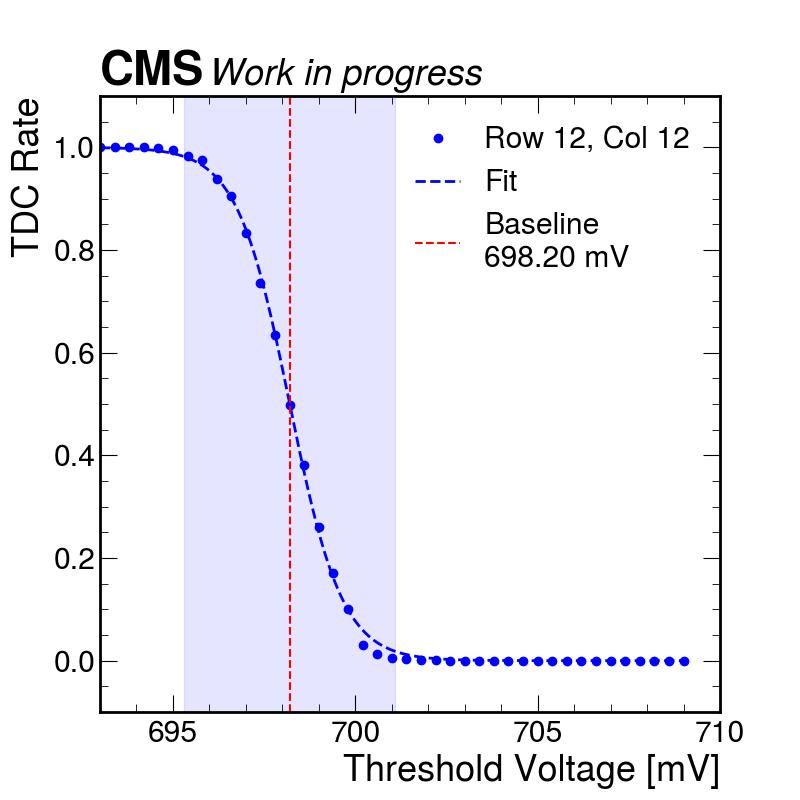 CMS Work in progress
TDC Rate
1.0
0.8
0.6
0.4
0.2
0.0
Row 12, Col 12
Fit
Baseline
698.20 mV
695
700
705
710
Threshold Voltage [mV]